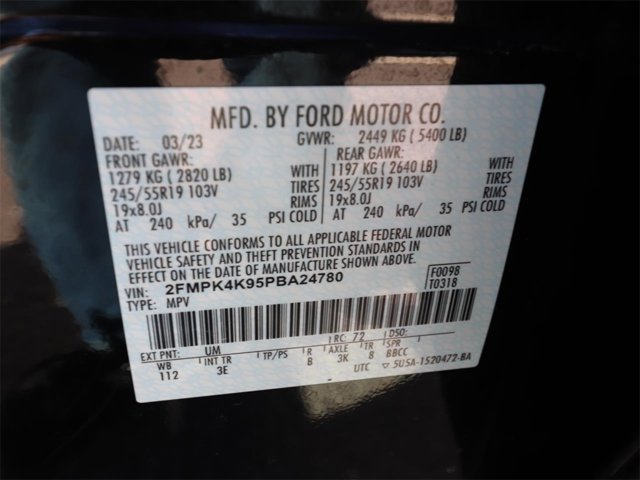 MFD. BY FORD MOTOR CO.
DATE: 03/23 GVWR: 2449 KG ( 5400 LB)
FRONT GAWR: REAR GAWR:
1279 KG ( 2820 LB) WITH 1197 KG ( 2640 LB) WITH
245/55R19 103V TIRES 245/55R19 103V TIRES
19x8.0J RIMS 19x8.0J RIMS
AT 240 kPa/ 35 PSI COLD AT 240 kPa/ 35 PSI COLD
THIS VEHICLE CONFORMS TO ALL APPLICABLE FEDERAL MOTOR
VEHICLE SAFETY AND THEFT PREVENTION STANDARDS IN
EFFECT ON THE DATE OF MANUFACTURE SHOWN ABOVE.
VIN: 2FMPK4K95PBA24780 F0098
TYPE: MPV T0318
EXT PNT: UM RC: 72 DSO:
WB INT TR TP/PS R AXLE TR SPR
112 3E 8 3K 8 BBCC
UTC 5U5A-1520472-BA